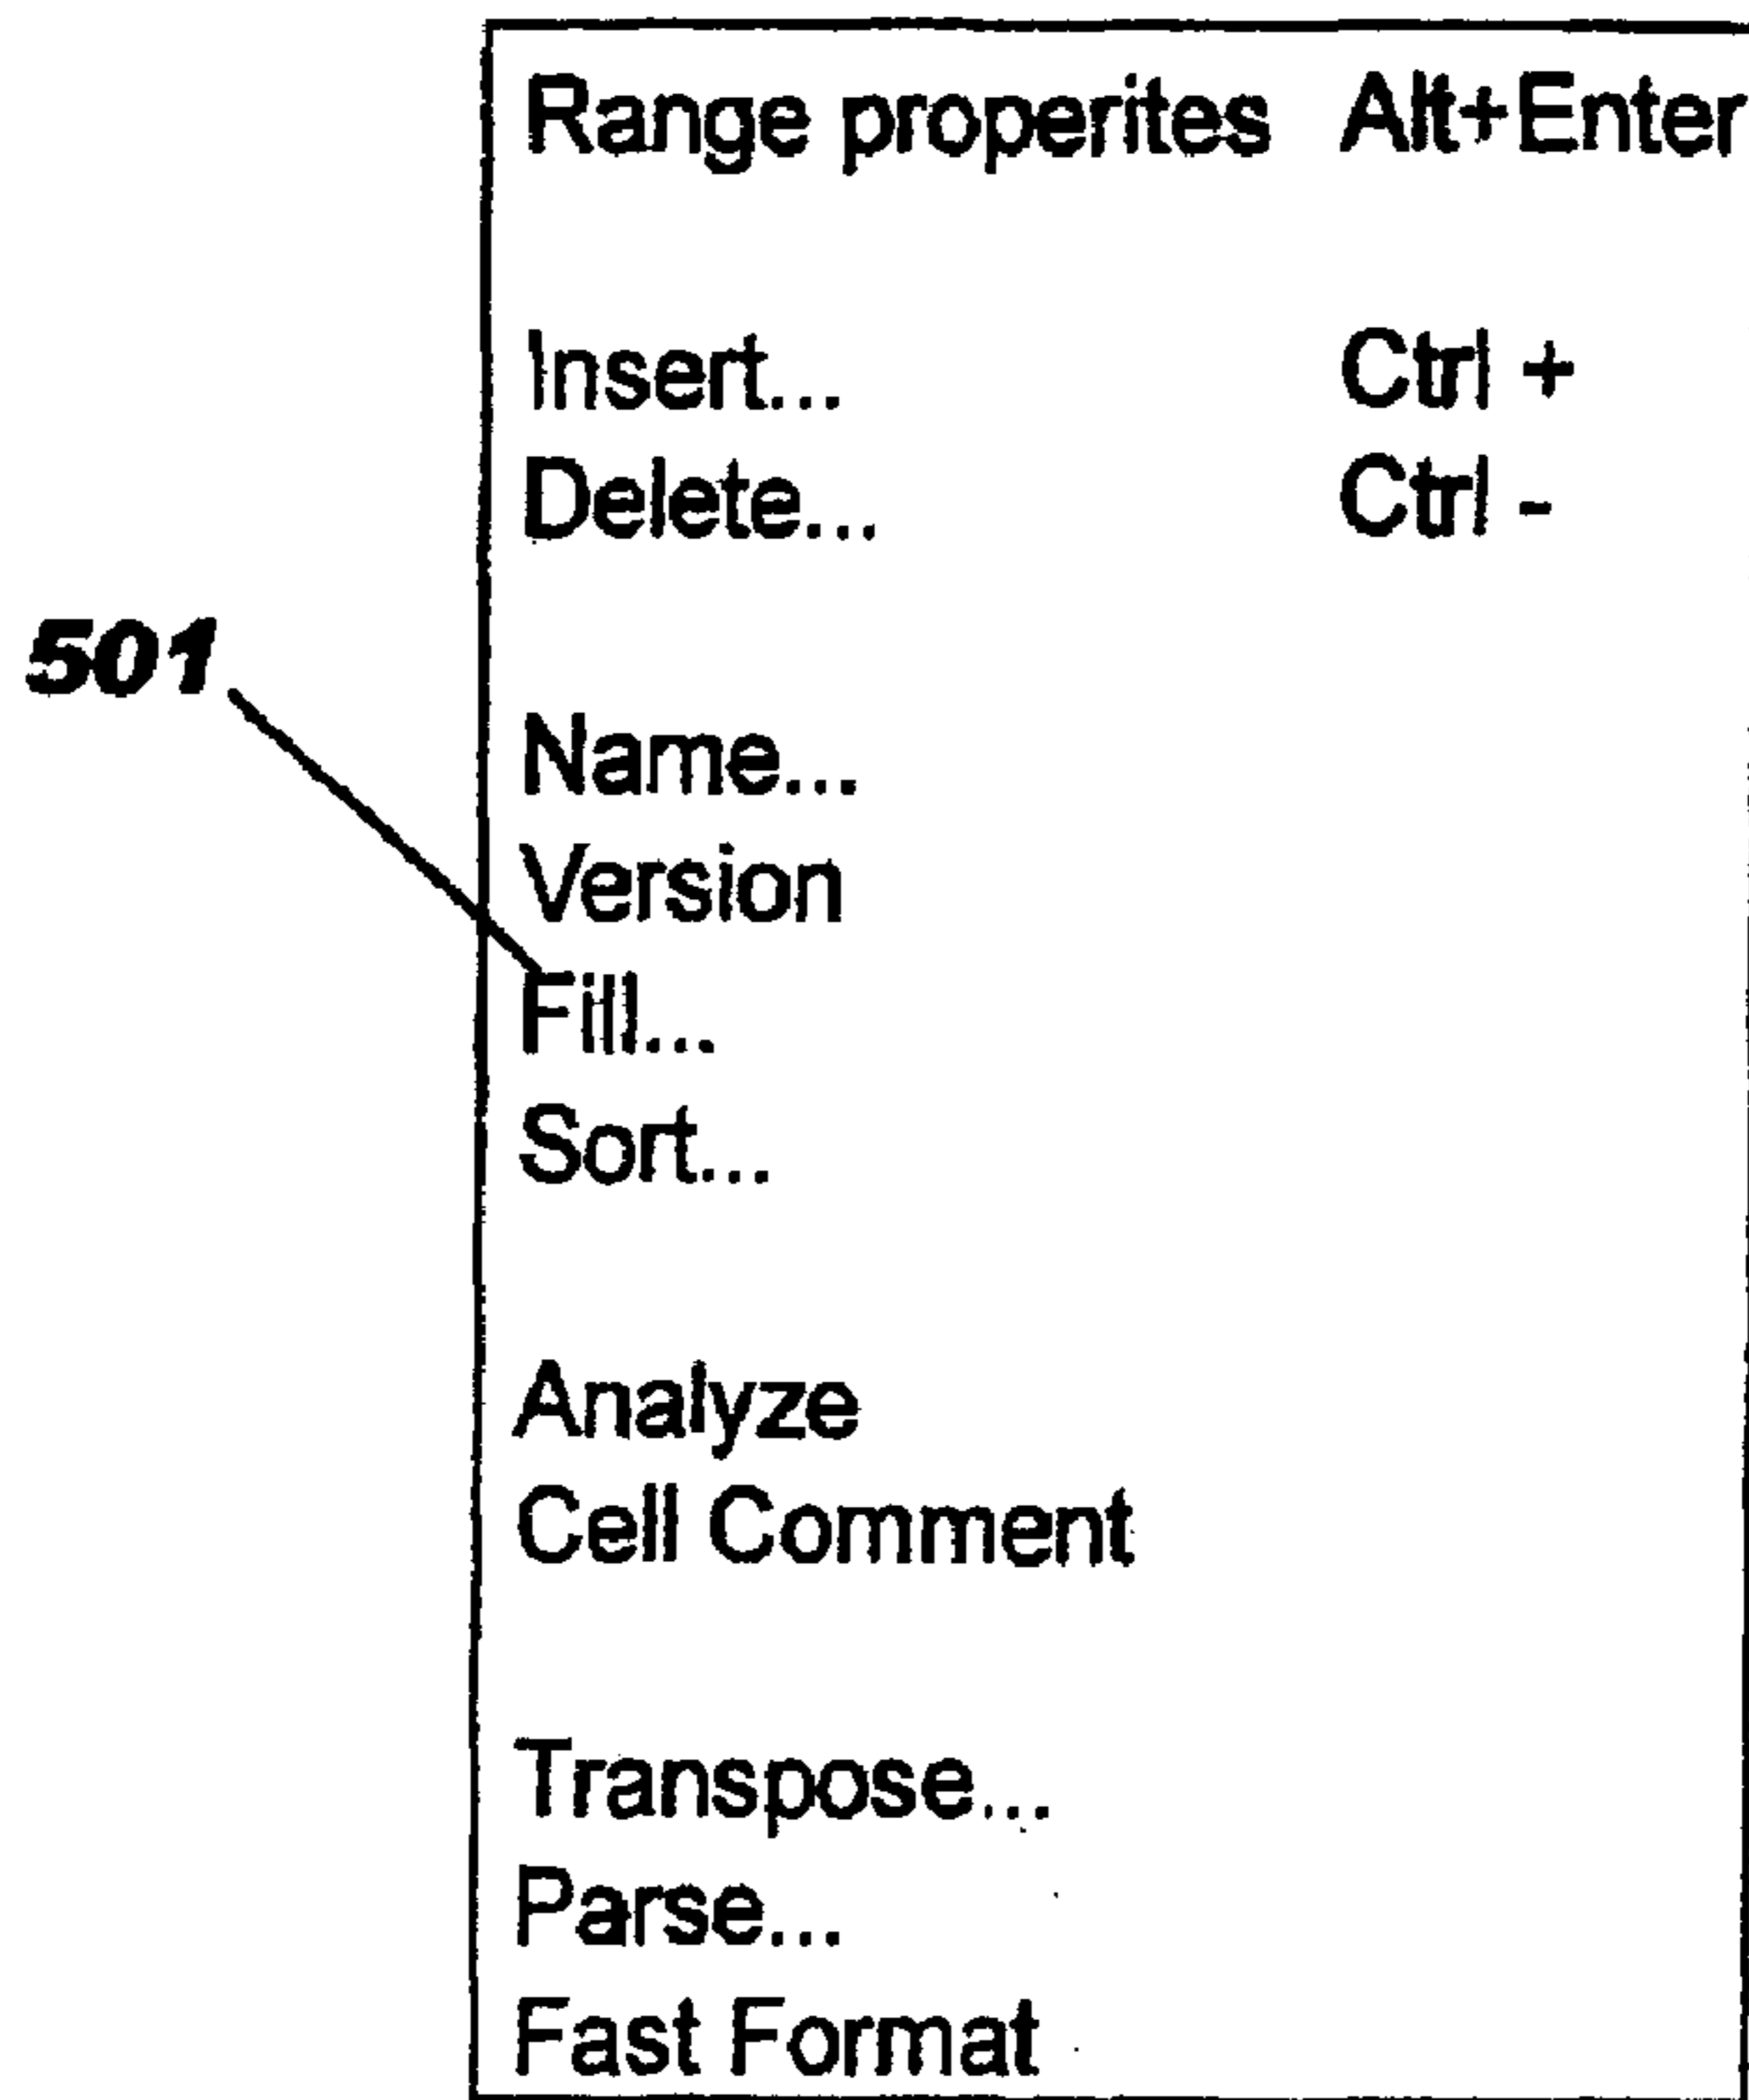 Range properites Alt+Enter
Insert... Ctrl +
Delete... Ctrl -
501
Name...
Version
Fill...
Sort...
Analyze
Cell Comment
Transpose...
Parse...
Fast Format